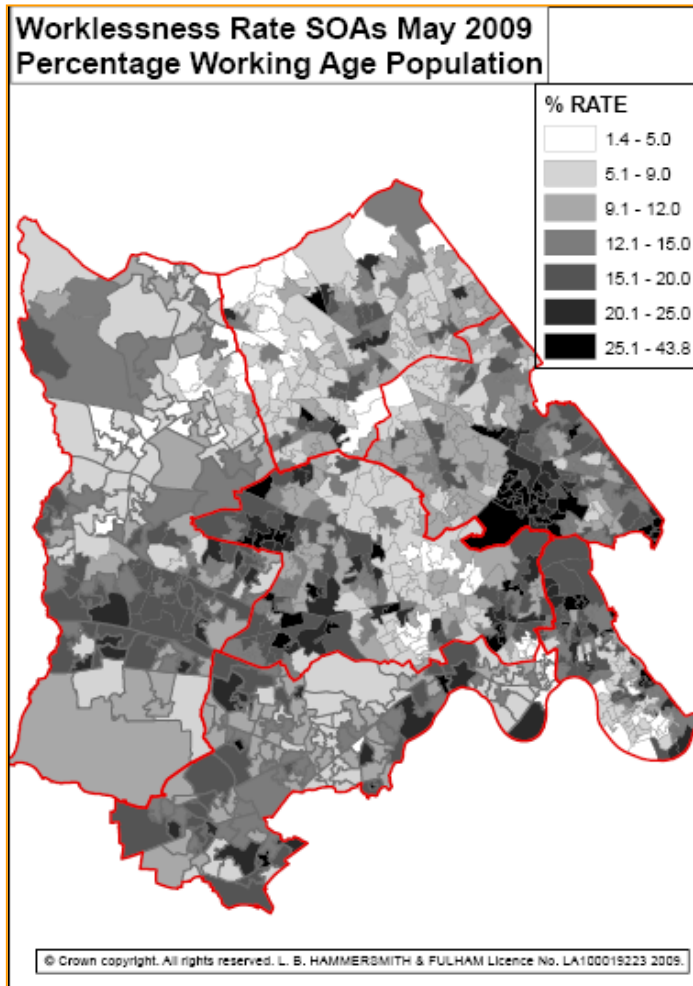 Worklessness Rate SOAs May 2009
Percentage Working Age Population
% RATE
1.4 - 5.0
5.1 - 9.0
9.1 - 12.0
12.1 - 15.0
15.1 - 20.0
20.1 - 25.0
25.1 - 43.8
© Crown copyright. All rights reserved. L. B. HAMMERSMITH & FULHAM Licence No. LA100019223 2009.